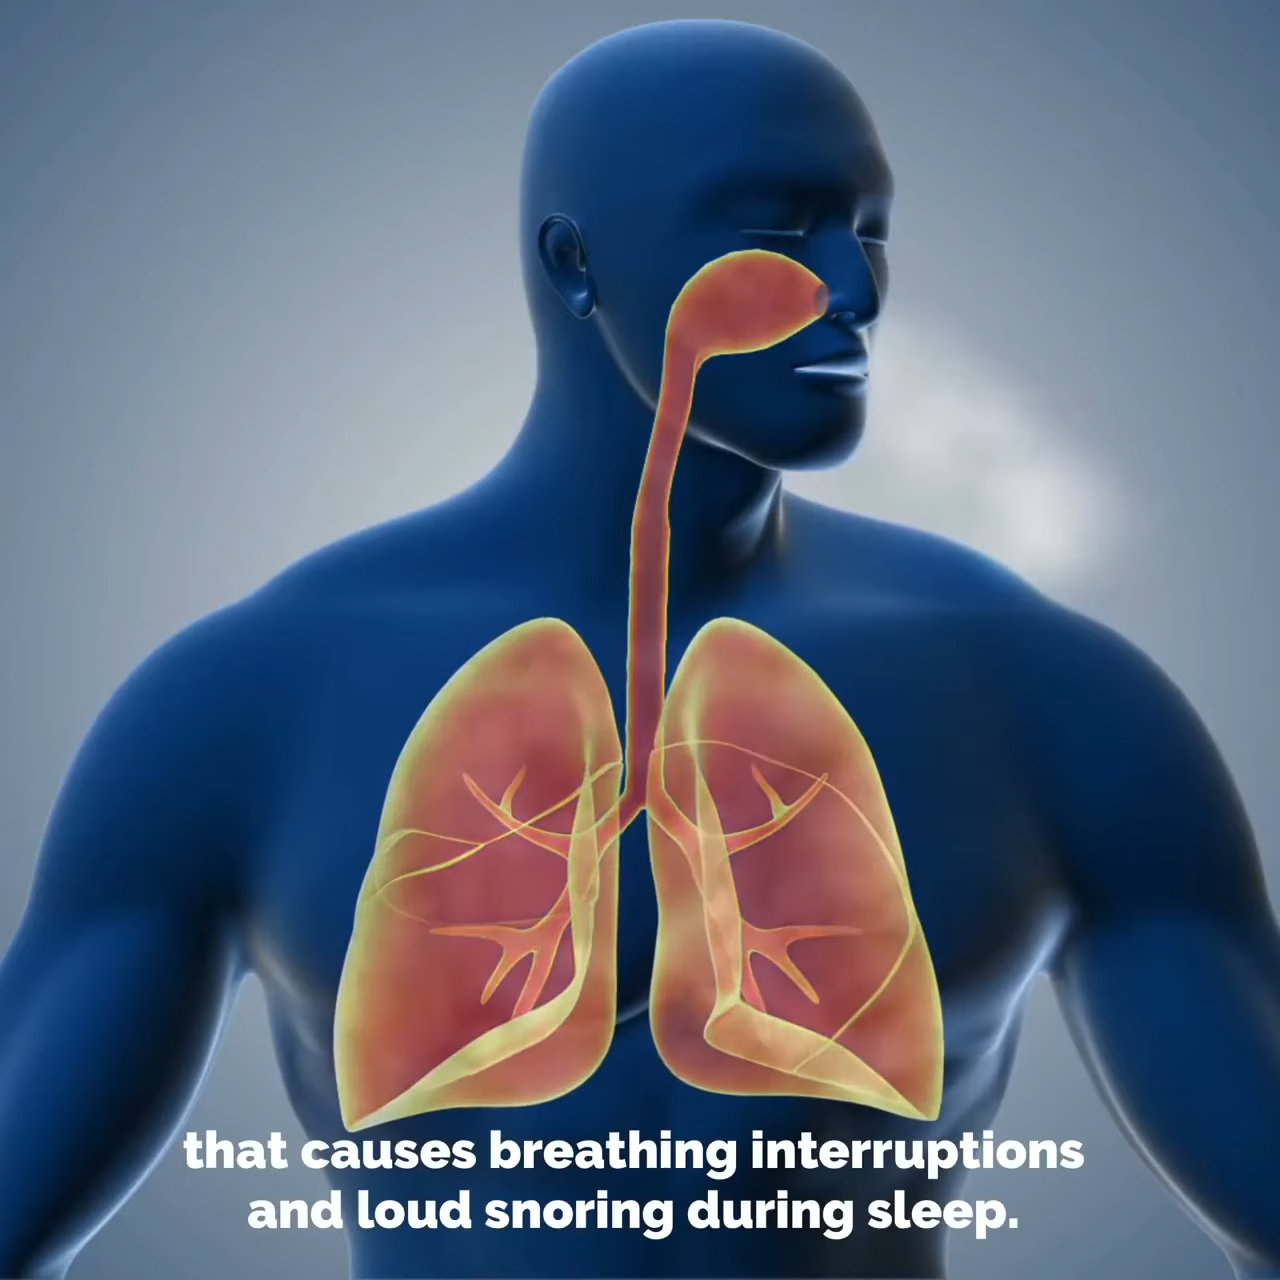 that causes breathing interruptions
and loud snoring during sleep.